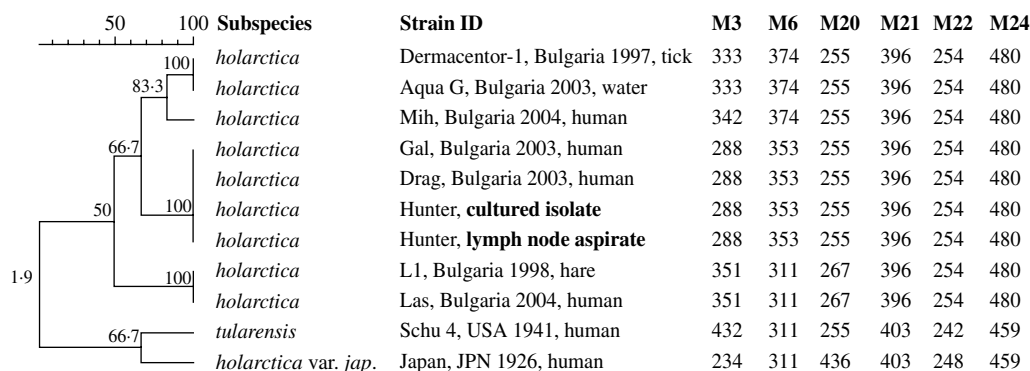 50 100 Subspecies Strain ID M3 M6 M20 M21 M22 M24
holarctica Dermacentor-1, Bulgaria 1997, tick 333 374 255 396 254 480
100
holarctica Aqua G, Bulgaria 2003, water 333 374 255 396 254 480
83·3
holarctica Mih, Bulgaria 2004, human 342 374 255 396 254 480
66·7
holarctica Gal, Bulgaria 2003, human 288 353 255 396 254 480
holarctica Drag, Bulgaria 2003, human 288 353 255 396 254 480
100
holarctica Hunter, cultured isolate 288 353 255 396 254 480
50
holarctica Hunter, lymph node aspirate 288 353 255 396 254 480
1·9
100
holarctica L1, Bulgaria 1998, hare 351 311 267 396 254 480
holarctica Las, Bulgaria 2004, human 351 311 267 396 254 480
66·7
tularensis Schu 4, USA 1941, human 432 311 255 403 242 459
holarctica var. jap. Japan, JPN 1926, human 234 311 436 403 248 459